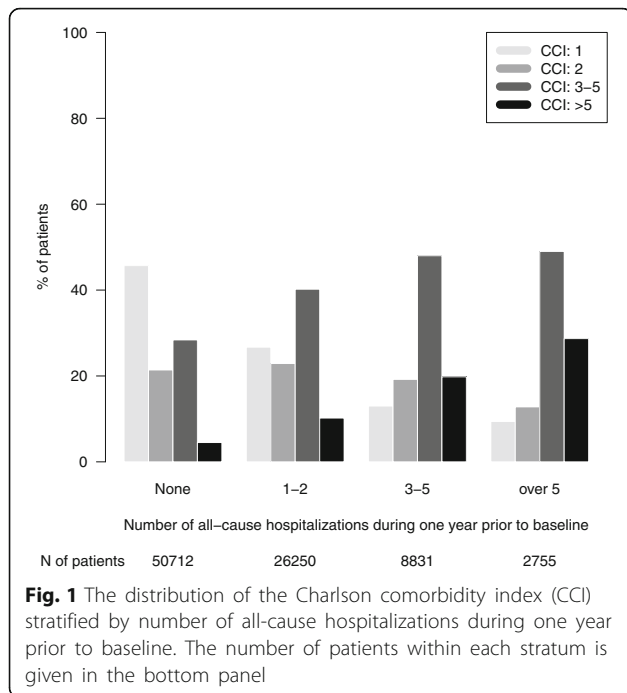 100
80
60
40
20
0
% of patients
CCI: 1
CCI: 2
CCI: 3–5
CCI: >5
None 1–2 3–5 over 5
Number of all–cause hospitalizations during one year prior to baseline
N of patients 50712 26250 8831 2755
Fig. 1 The distribution of the Charlson comorbidity index (CCI)
stratified by number of all-cause hospitalizations during one year
prior to baseline. The number of patients within each stratum is
given in the bottom panel